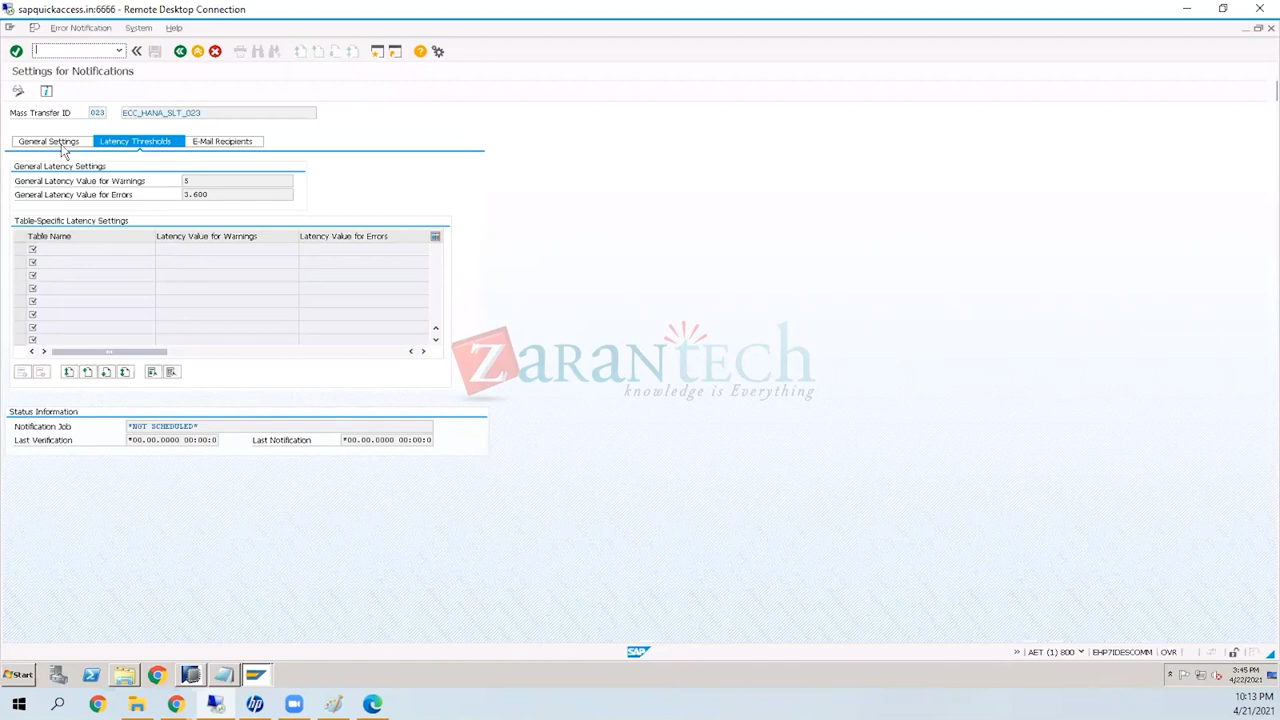 sapquickaccess.in:6666 - Remote Desktop Connection
Error Notification System Help
Settings for Notifications
Mass Transfer ID 023 ECC_HANA_SLT_023
General Settings Latency Thresholds E-Mail Recipients
General Latency Settings
General Latency Value for Warnings 5
General Latency Value for Errors 3.600
Table-Specific Latency Settings
Table Name Latency Value for Warnings Latency Value for Errors
ZARANTECH
knowledge is Everything
Status Information
Notification Job *NOT SCHEDULED*
Last Verification *00.00.0000 00:00:0 Last Notification *00.00.0000 00:00:0
SAP AET (1) 800 EHP7IDESCOMM OVR
Start 3:45 PM
4/22/2021
10:13 PM
4/21/2021